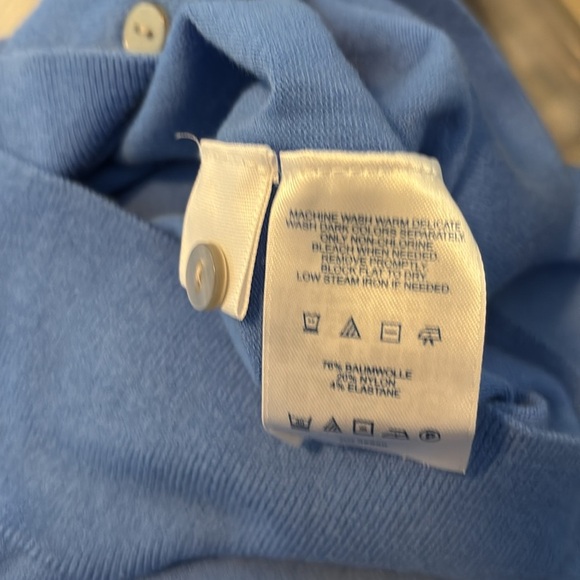 MACHINE WASH WARM DELICATE
WASH DARK COLORS SEPARATELY.
ONLY NON-CHLORINE
BLEACH WHEN NEEDED
REMOVE PROMPTLY
BLOCK FLAT TO DRY
LOW STEAM IRON IF NEEDED
76% BAUMWOLLE
20% NYLON
4% ELASTANE